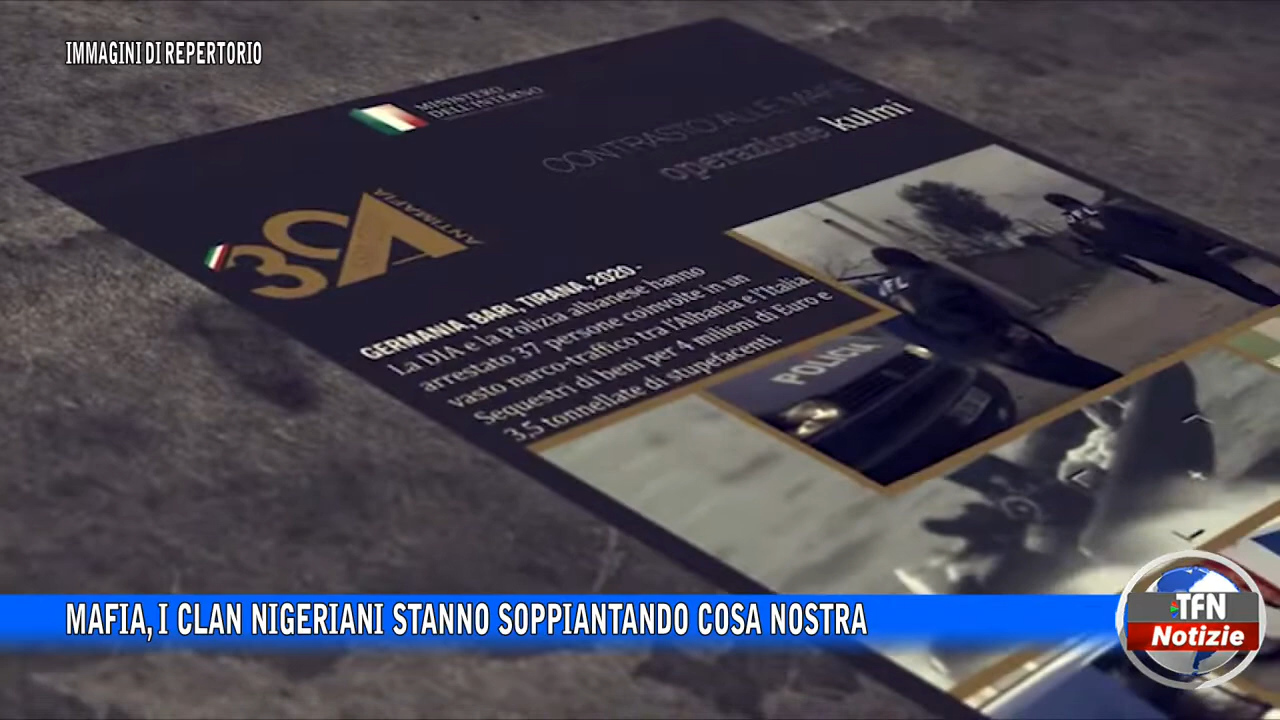 IMMAGINI DI REPERTORIO
MINISTERO
DELL'INTERNO
CONTRASTO ALLE MAFIE
operazione kulmi
3OA
ANTIMAFIA
GERMANIA, BARI, TIRANA, 2020 -
La DIA e la Polizia albanese hanno
arrestato 37 persone convolte in un
vasto narco-traffico tra l'Albania e l'Italia.
Sequestri di beni per 4 milioni di Euro e
3,5 tonnellate di stupefacenti.
POLICIA
MAFIA, I CLAN NIGERIANI STANNO SOPPIANTANDO COSA NOSTRA
TFN
Notizie